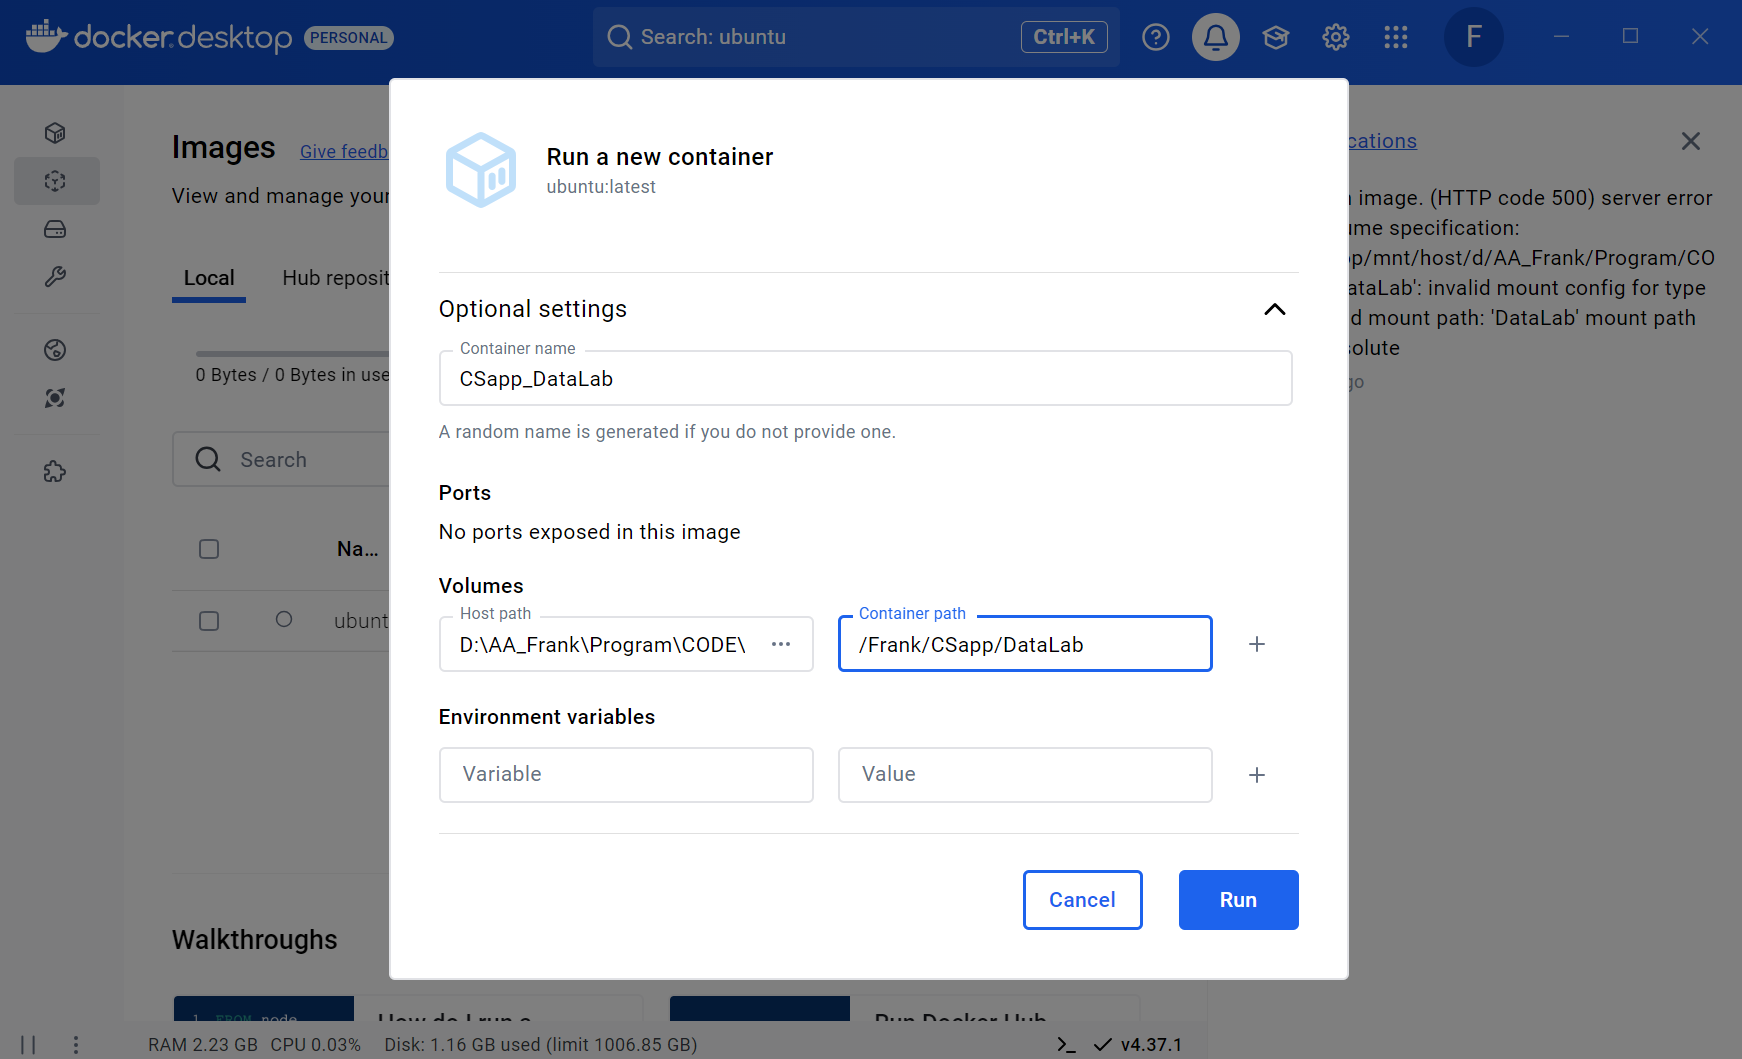 docker.desktop PERSONAL
Search: ubuntu Ctrl+K
F
Images Give feedb
View and manage your
Local Hub reposit
0 Bytes / 0 Bytes in use
Search
Na...
ubunt
Walkthroughs
1 FROM node
How do I run a
Run Docker Hub
Run a new container
ubuntu:latest
Optional settings
Container name
CSapp_DataLab
A random name is generated if you do not provide one.
Ports
No ports exposed in this image
Volumes
Host path
D:\AA_Frank\Program\CODE\ ...
Container path
/Frank/CSapp/DataLab
Environment variables
Variable Value
Cancel Run
cations
image. (HTTP code 500) server error
ume specification:
op/mnt/host/d/AA_Frank/Program/CO
ataLab': invalid mount config for type
d mount path: 'DataLab' mount path
solute
go
RAM 2.23 GB CPU 0.03% Disk: 1.16 GB used (limit 1006.85 GB)
v4.37.1